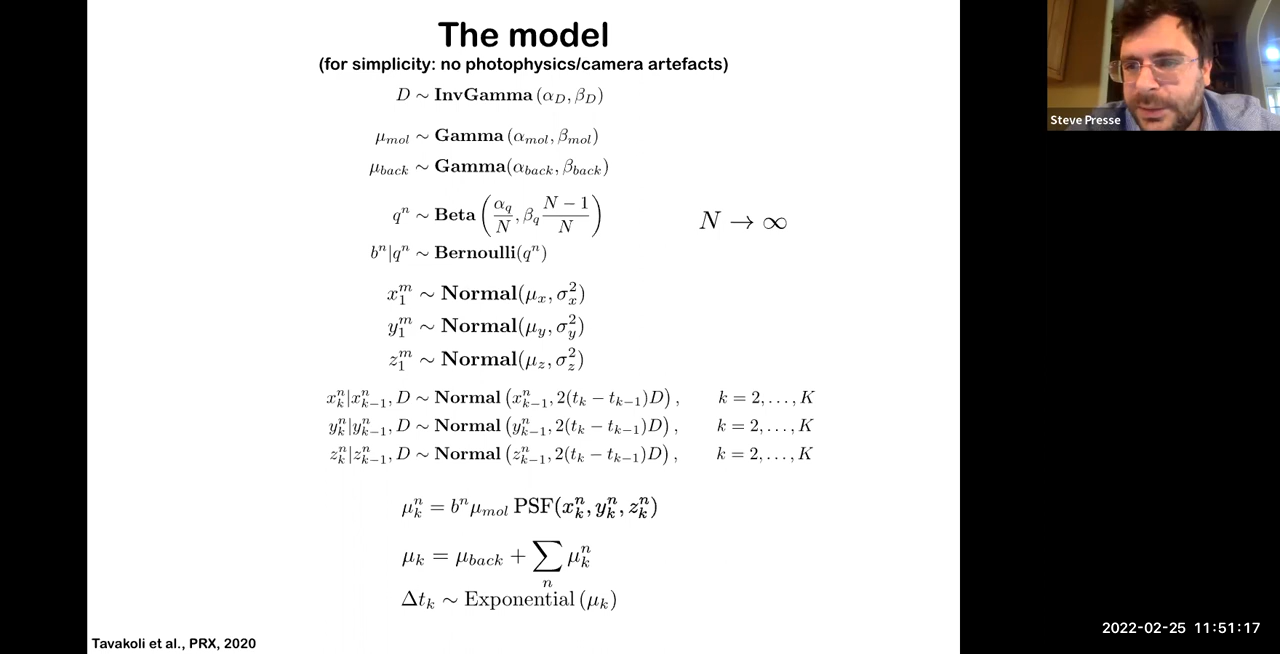 The model
(for simplicity: no photophysics/camera artefacts)
D ∼ InvGamma (α_D, β_D)
μ_mol ∼ Gamma (α_mol, β_mol)
μ_back ∼ Gamma(α_back, β_back)
q^n ∼ Beta (α_q/N, β_q (N − 1)/N)
N → ∞
b^n|q^n ∼ Bernoulli(q^n)
x_1^m ∼ Normal(μ_x, σ_x^2)
y_1^m ∼ Normal(μ_y, σ_y^2)
z_1^m ∼ Normal(μ_z, σ_z^2)
x_k^n|x_{k−1}^n, D ∼ Normal (x_{k−1}^n, 2(t_k − t_{k−1})D), k = 2, . . . , K
y_k^n|y_{k−1}^n, D ∼ Normal (y_{k−1}^n, 2(t_k − t_{k−1})D), k = 2, . . . , K
z_k^n|z_{k−1}^n, D ∼ Normal (z_{k−1}^n, 2(t_k − t_{k−1})D), k = 2, . . . , K
μ_k^n = b^n μ_mol PSF(x_k^n, y_k^n, z_k^n)
μ_k = μ_back + ∑_n μ_k^n
Δt_k ∼ Exponential (μ_k)
Tavakoli et al., PRX, 2020
Steve Presse
2022-02-25 11:51:17